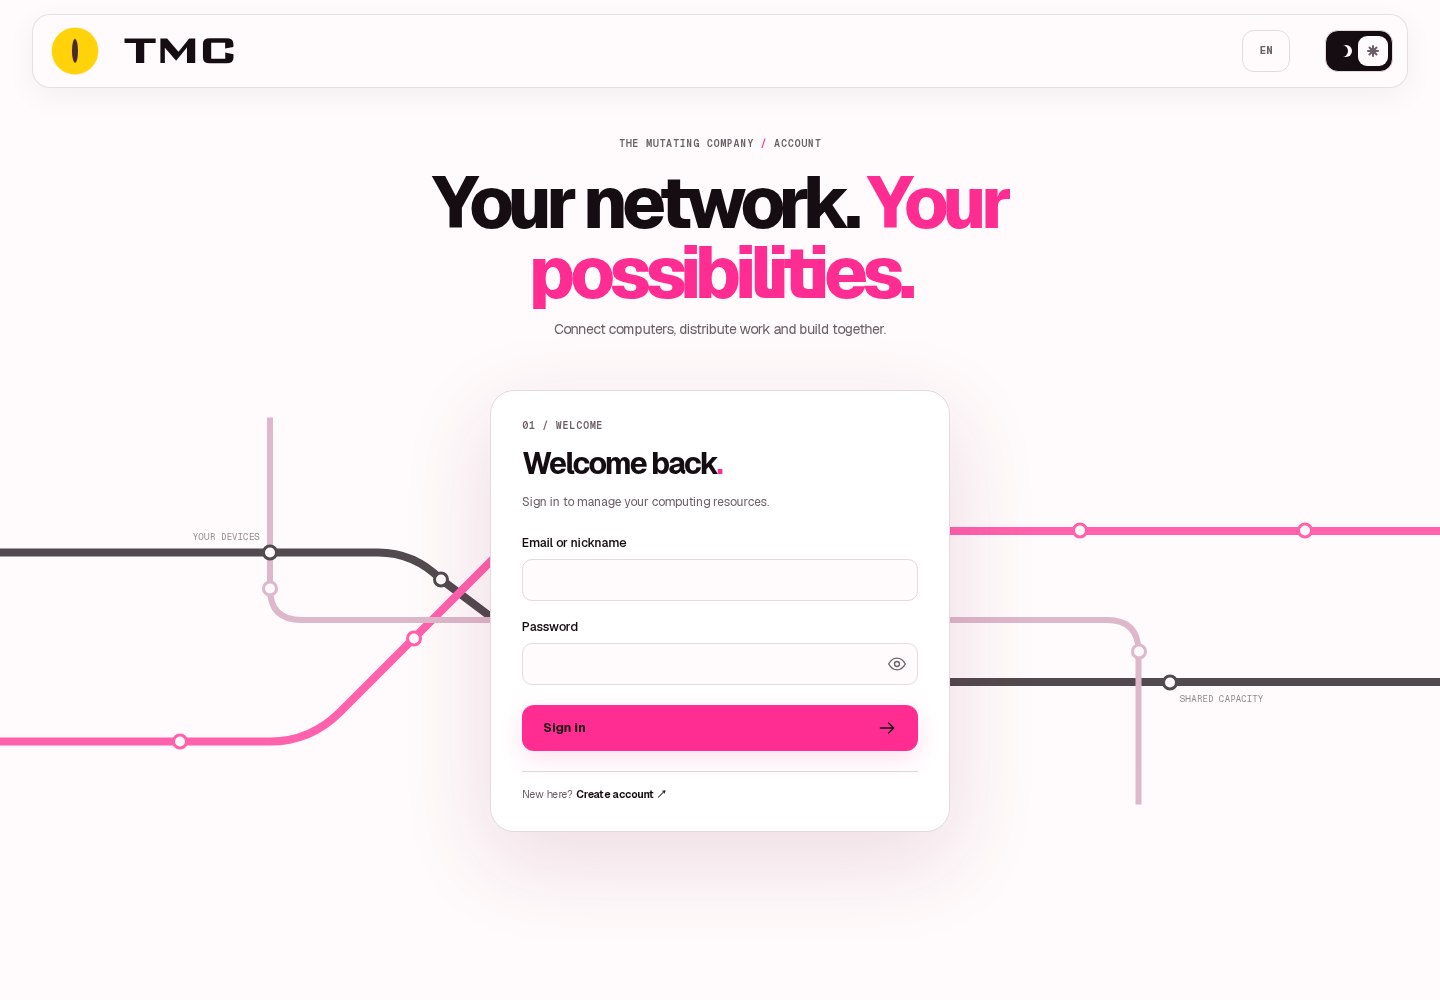 TMC
EN
THE MUTATING COMPANY / ACCOUNT
Your network. Your
possibilities.
Connect computers, distribute work and build together.
01 / WELCOME
Welcome back.
Sign in to manage your computing resources.
YOUR DEVICES
Email or nickname
Password
SHARED CAPACITY
Sign in →
New here? Create account ↗